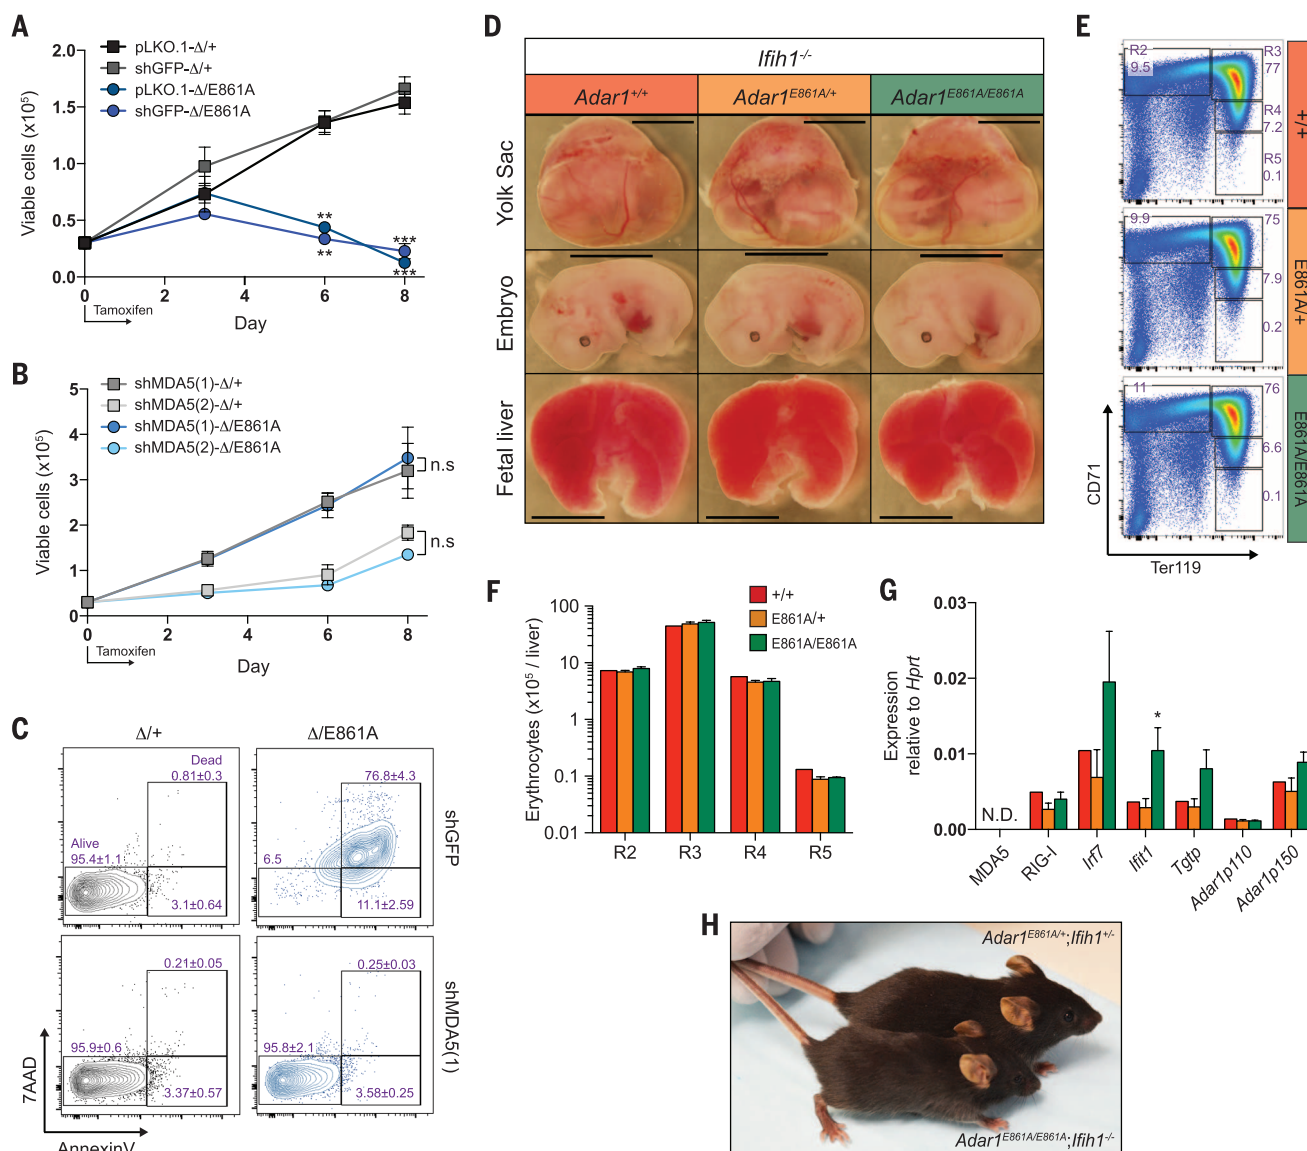 A
pLKO.1-Δ/+
shGFP-Δ/+
pLKO.1-Δ/E861A
shGFP-Δ/E861A
Viable cells (x10⁵)
2.0
1.5
1.0
0.5
0.0
**
**
***
***
0
2
4
6
8
Tamoxifen
Day
B
shMDA5(1)-Δ/+
shMDA5(2)-Δ/+
shMDA5(1)-Δ/E861A
shMDA5(2)-Δ/E861A
Viable cells (x10⁵)
5
4
3
2
1
0
n.s
n.s
0
2
4
6
8
Tamoxifen
Day
C
Δ/+
Δ/E861A
Dead
0.81±0.3
Alive
95.4±1.1
3.1±0.64
76.8±4.3
6.5
11.1±2.59
shGFP
0.21±0.05
95.9±0.6
3.37±0.57
0.25±0.03
95.8±2.1
3.58±0.25
shMDA5(1)
7AAD
AnnexinV
D
Ifih1⁻/⁻
Adar1⁺/⁺
Adar1ᴱ⁸⁶¹ᴬ/⁺
Adar1ᴱ⁸⁶¹ᴬ/ᴱ⁸⁶¹ᴬ
Yolk Sac
Embryo
Fetal liver
E
R2
9.5
R3
77
R4
7.2
R5
0.1
+/+
9.9
75
7.9
0.2
E861A/+
11
76
6.6
0.1
E861A/E861A
CD71
Ter119
F
+/+
E861A/+
E861A/E861A
Erythrocytes (x10⁵ / liver)
100
10
1
0.1
0.01
R2
R3
R4
R5
G
Expression
relative to Hprt
0.03
0.02
0.01
0.00
N.D.
*
MDA5
RIG-I
Irf7
Ifit1
Tgtp
Adar1p110
Adar1p150
H
Adar1ᴱ⁸⁶¹ᴬ/⁺;Ifih1⁺/⁻
Adar1ᴱ⁸⁶¹ᴬ/ᴱ⁸⁶¹ᴬ;Ifih1⁻/⁻